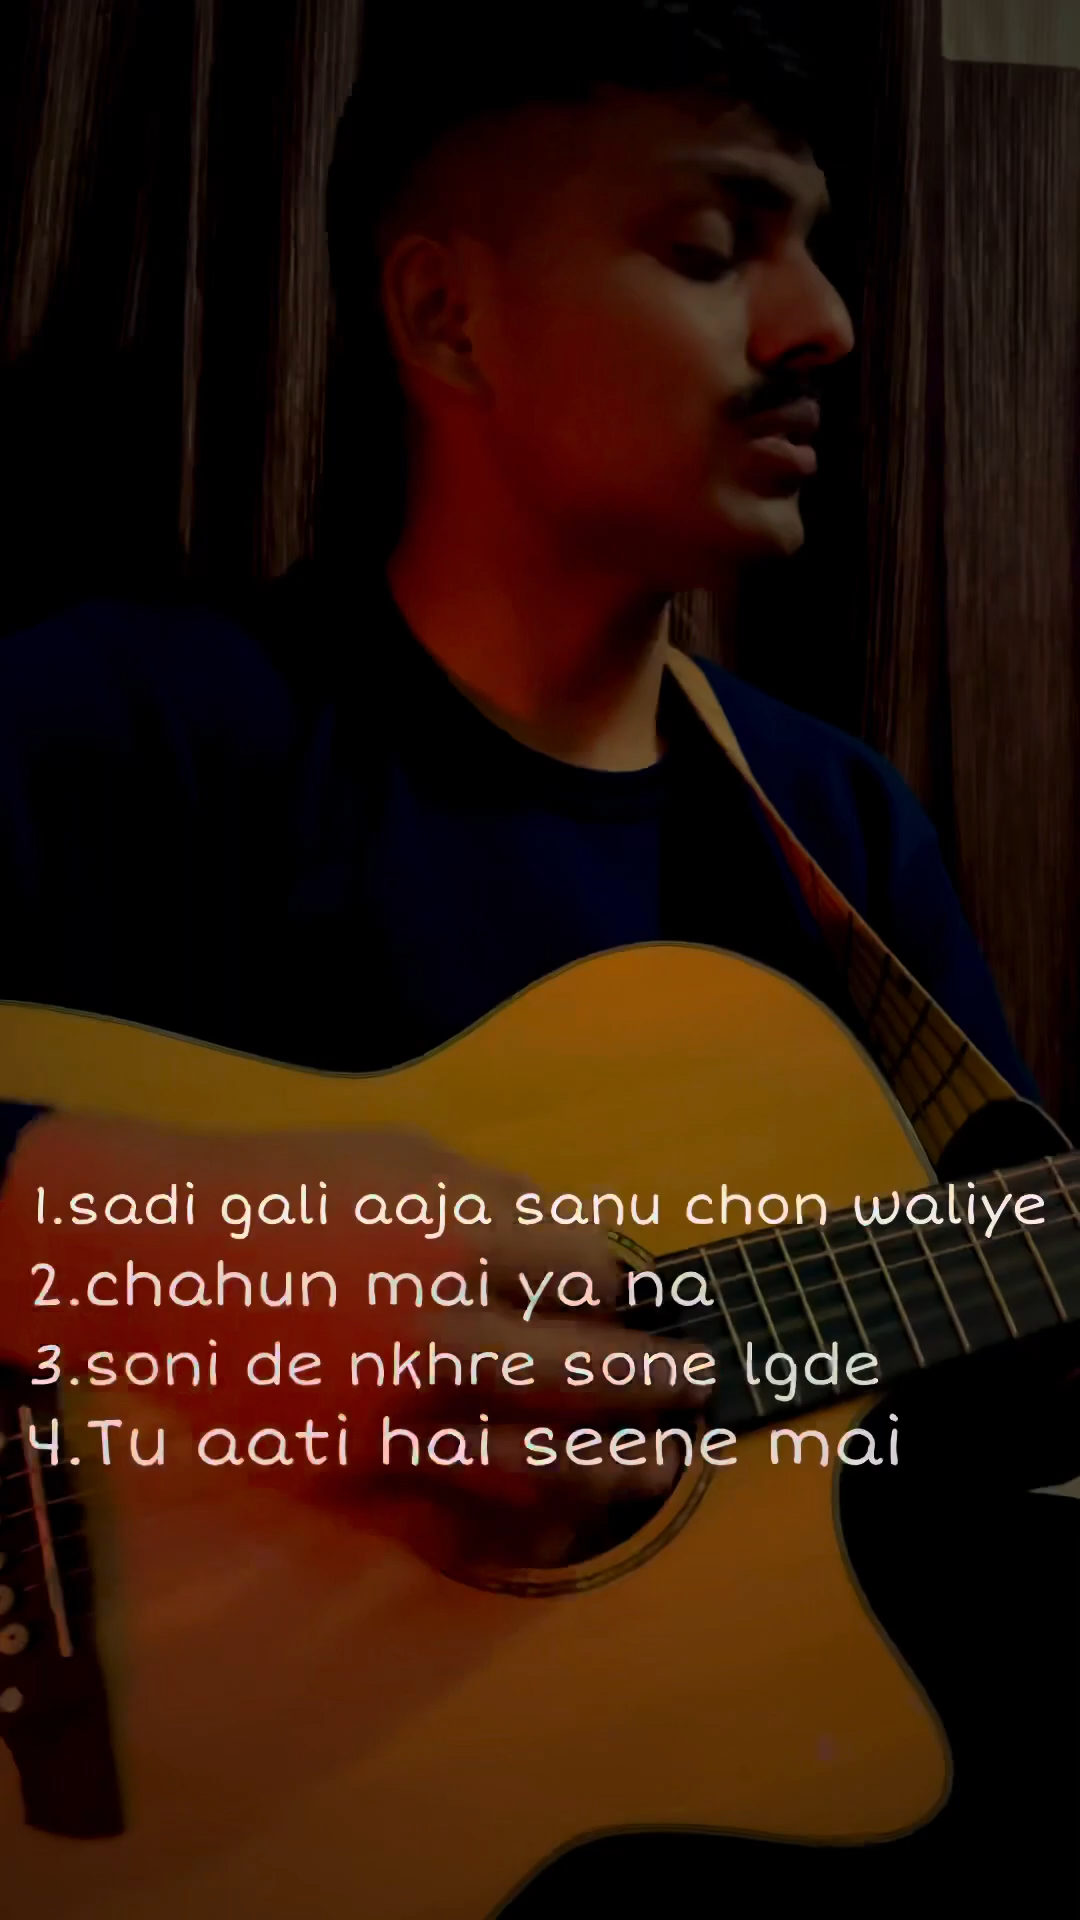 1.sadi gali aaja sanu chon waliye
2.chahun mai ya na
3.soni de nkhre sone lgde
4.Tu aati hai seene mai